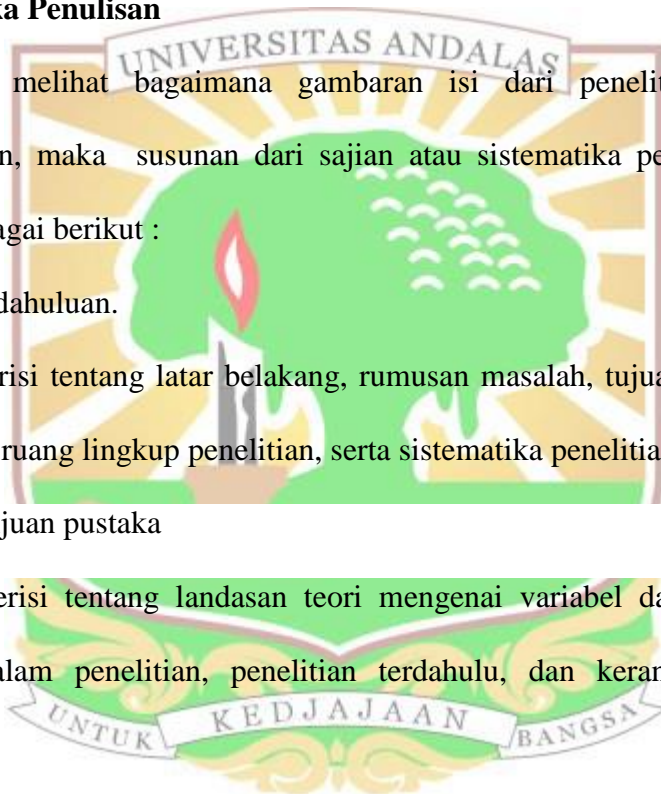 ka Penulisan
UNIVERSITAS ANDALAS
melihat bagaimana gambaran isi dari penelit
n, maka susunan dari sajian atau sistematika pe
agai berikut :
dahuluan.
risi tentang latar belakang, rumusan masalah, tujua
ruang lingkup penelitian, serta sistematika penelitia
juan pustaka
erisi tentang landasan teori mengenai variabel da
alam penelitian, penelitian terdahulu, dan keran
UNTUK KEDJAJAAN BANGSA